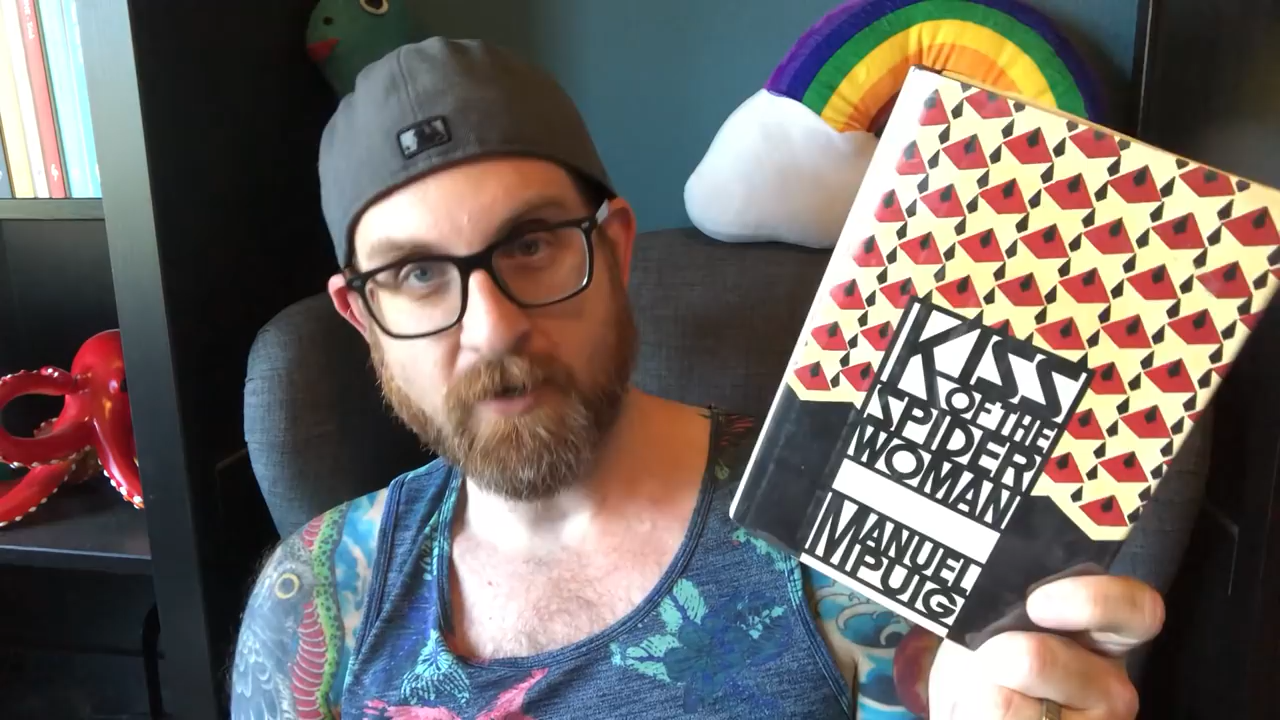 KISS
OF THE
SPIDER
WOMAN
MANUEL
PUIG